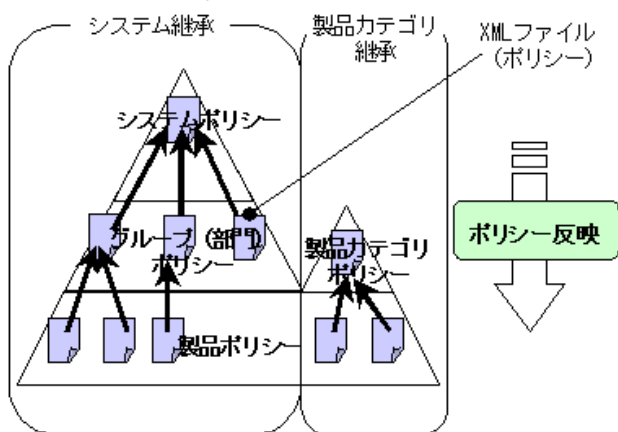 システム継承
製品カテゴリ
継承
XMLファイル
(ポリシー)
システムポリシー
グループ(部門)
ポリシー
製品カテゴリ
ポリシー
ポリシー反映
製品ポリシー